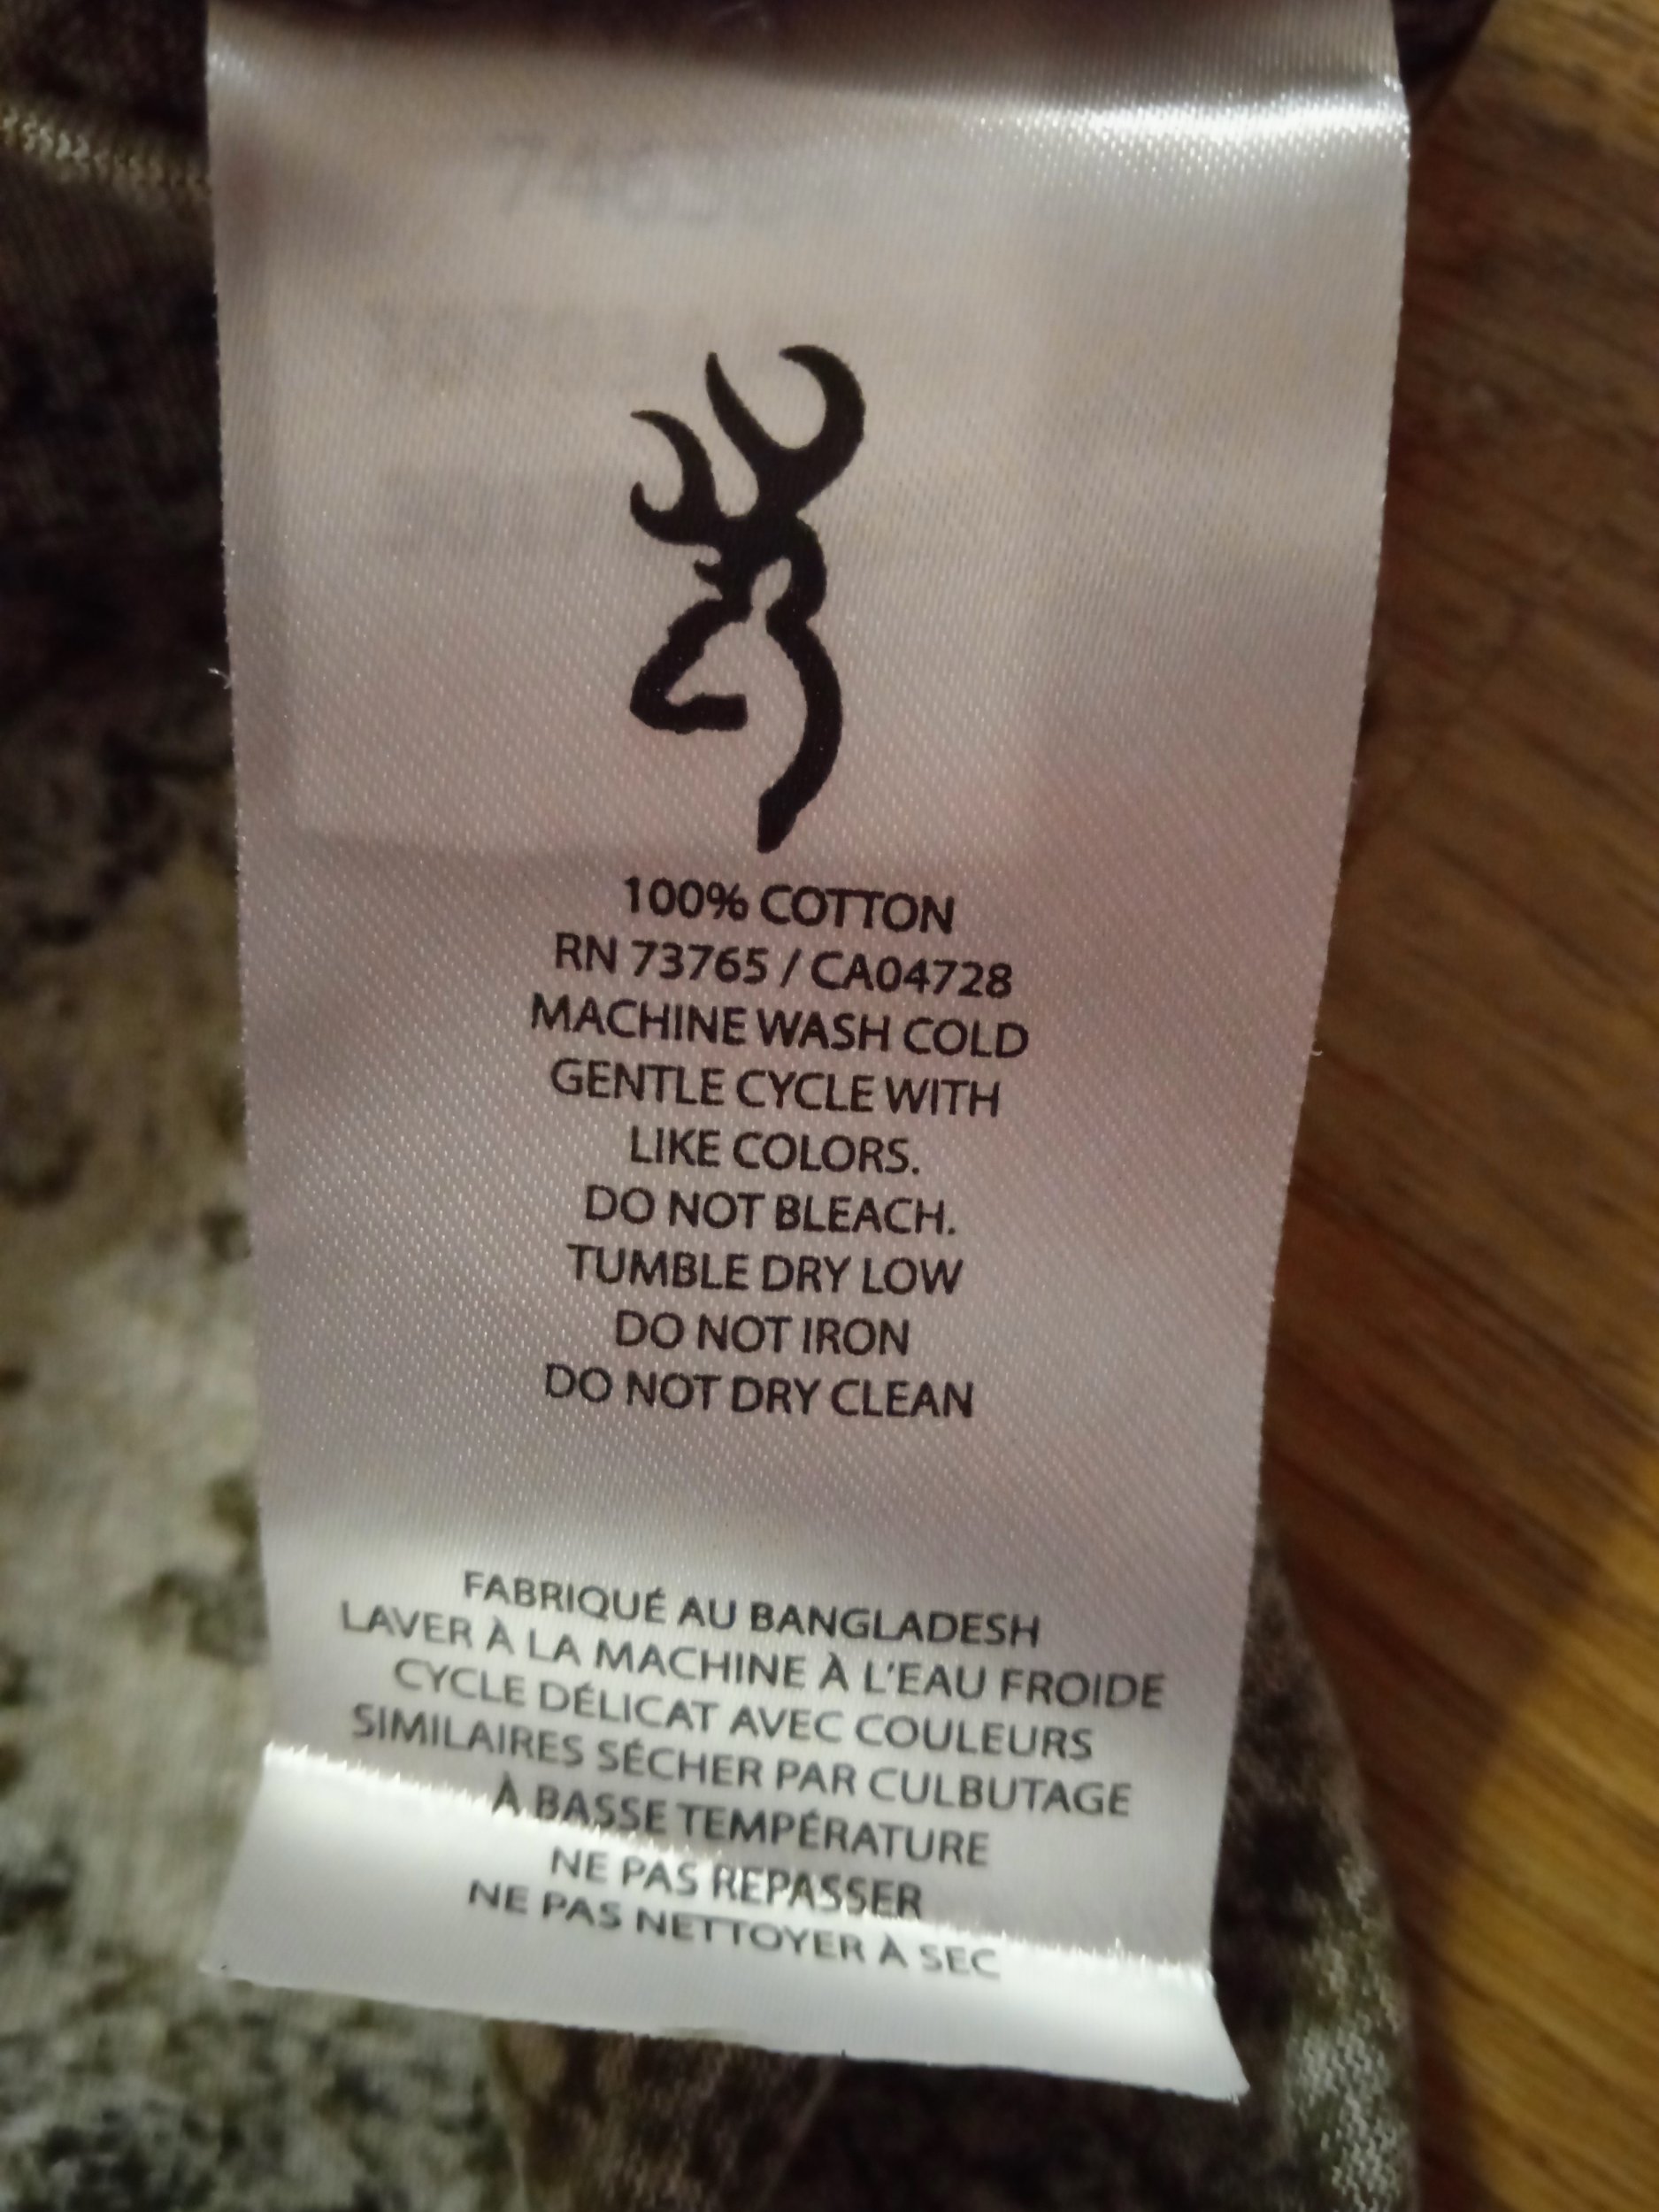 100% COTTON
RN 73765 / CA04728
MACHINE WASH COLD
GENTLE CYCLE WITH
LIKE COLORS.
DO NOT BLEACH.
TUMBLE DRY LOW
DO NOT IRON
DO NOT DRY CLEAN
FABRIQUÉ AU BANGLADESH
LAVER À LA MACHINE À L'EAU FROIDE
CYCLE DÉLICAT AVEC COULEURS
SIMILAIRES SÉCHER PAR CULBUTAGE
À BASSE TEMPÉRATURE
NE PAS REPASSER
NE PAS NETTOYER À SEC